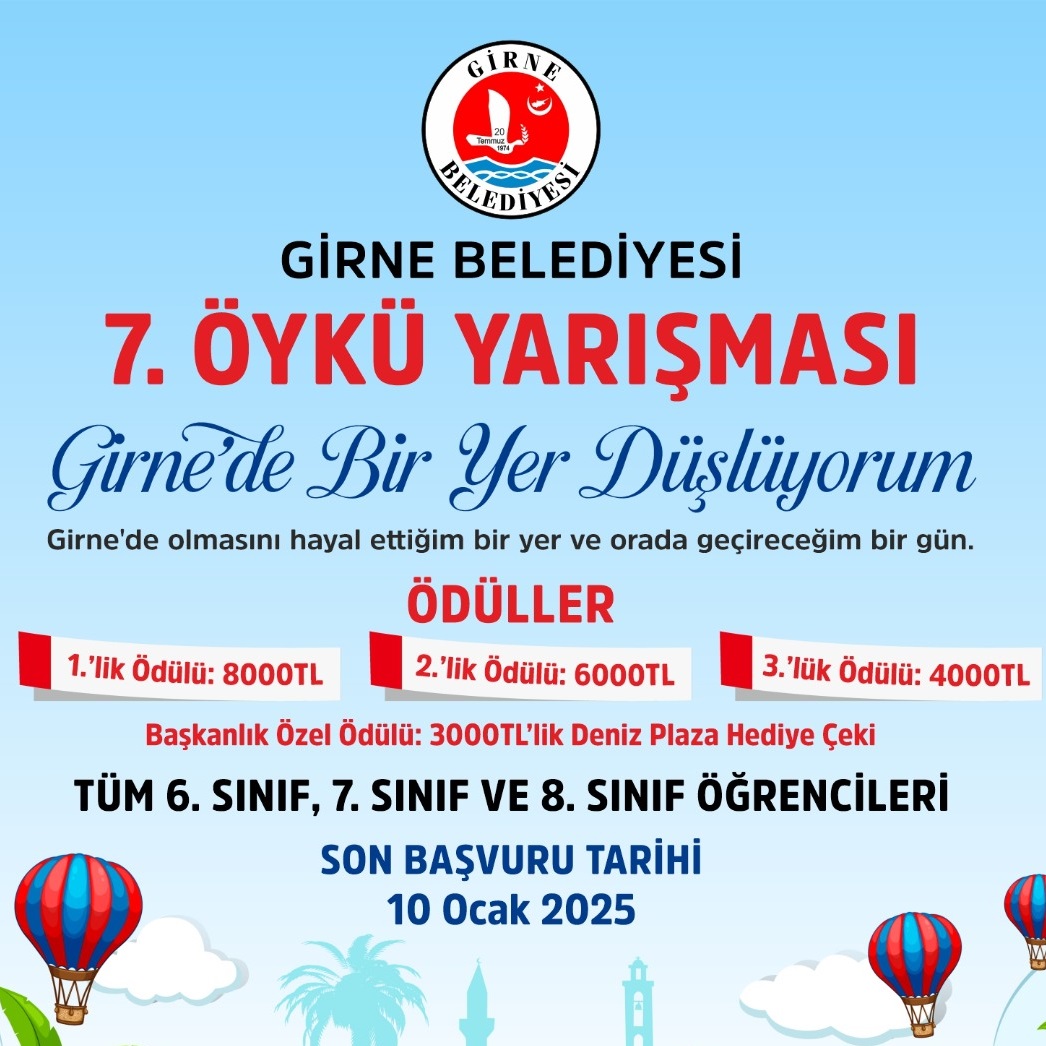 GİRNE
20
Temmuz
1974
BELEDİYESİ
GİRNE BELEDİYESİ
7. ÖYKÜ YARIŞMASI
Girne'de Bir Yer Düşlüyorum
Girne'de olmasını hayal ettiğim bir yer ve orada geçireceğim bir gün.
ÖDÜLLER
1.'lik Ödülü: 8000TL
2.'lik Ödülü: 6000TL
3.'lük Ödülü: 4000TL
Başkanlık Özel Ödülü: 3000TL'lik Deniz Plaza Hediye Çeki
TÜM 6. SINIF, 7. SINIF VE 8. SINIF ÖĞRENCİLERİ
SON BAŞVURU TARİHİ
10 Ocak 2025